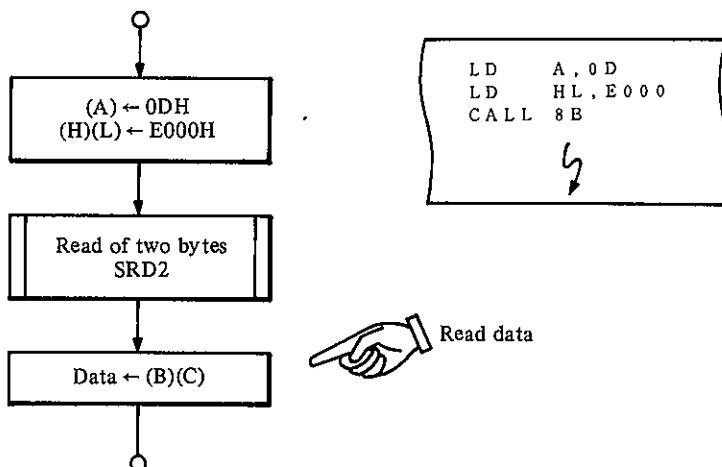 (A) ← 0DH
(H)(L) ← E000H
Read of two bytes
SRD2
Data ← (B)(C)
LD A,0D
LD HL,E000
CALL 8B
Read data